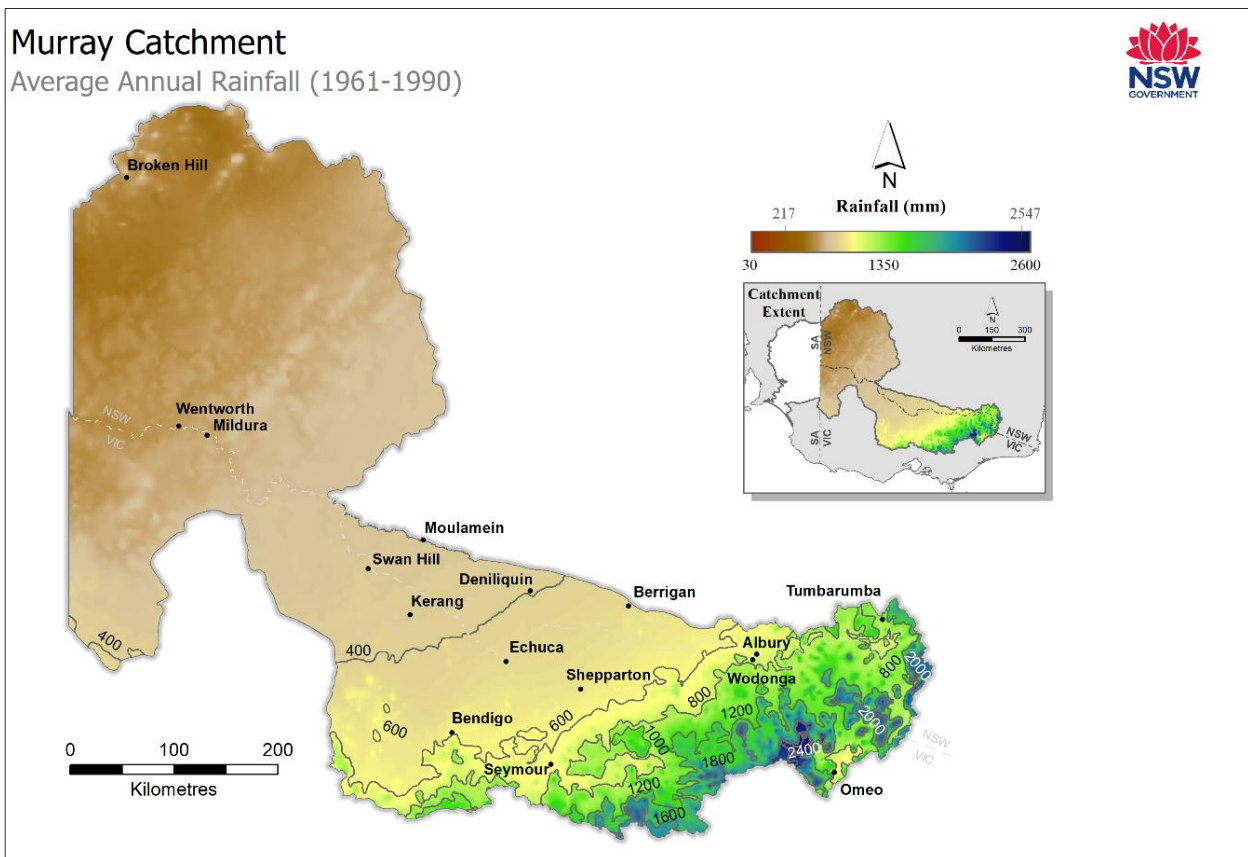 Murray Catchment
Average Annual Rainfall (1961-1990)
NSW
GOVERNMENT
N
Rainfall (mm)
217
2547
30
1350
2600
Catchment
Extent
N
0 150 300
Kilometres
SA
NSW
SA
VIC
NSW
VIC
Broken Hill
Wentworth
Mildura
NSW
VIC
Moulamein
Swan Hill
Deniliquin
Kerang
Berrigan
Tumbarumba
400
400
Echuca
Albury
Wodonga
800
2000
Shepparton
800
600
Bendigo
600
1200
1000
2000
NSW
VIC
Seymour
1800
2400
1200
Omeo
1600
0 100 200
Kilometres